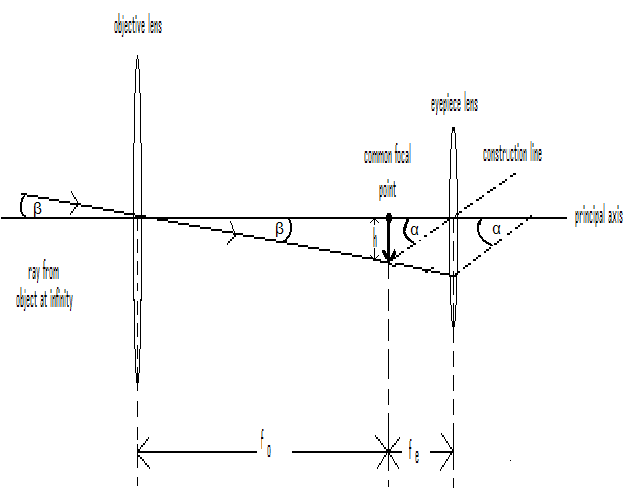 objective lens
eyepiece lens
common focal
point
construction line
principal axis
β
β
h
α
α
ray from
object at infinity
f o
f e